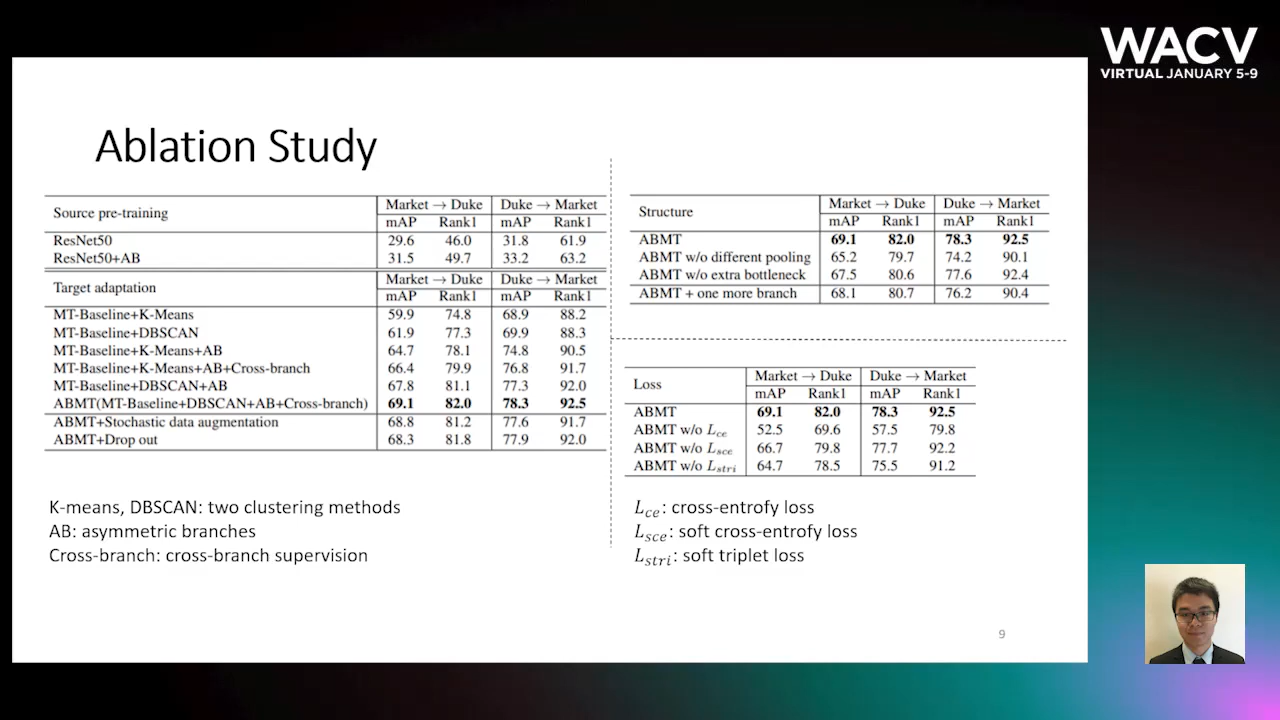 WACV
VIRTUAL JANUARY 5-9
Ablation Study
Source pre-training Market → Duke Duke → Market
mAP Rank1 mAP Rank1
ResNet50 29.6 46.0 31.8 61.9
ResNet50+AB 31.5 49.7 33.2 63.2
Target adaptation Market → Duke Duke → Market
mAP Rank1 mAP Rank1
MT-Baseline+K-Means 59.9 74.8 68.9 88.2
MT-Baseline+DBSCAN 61.9 77.3 69.9 88.3
MT-Baseline+K-Means+AB 64.7 78.1 74.8 90.5
MT-Baseline+K-Means+AB+Cross-branch 66.4 79.9 76.8 91.7
MT-Baseline+DBSCAN+AB 67.8 81.1 77.3 92.0
ABMT(MT-Baseline+DBSCAN+AB+Cross-branch) 69.1 82.0 78.3 92.5
ABMT+Stochastic data augmentation 68.8 81.2 77.6 91.7
ABMT+Drop out 68.3 81.8 77.9 92.0
K-means, DBSCAN: two clustering methods
AB: asymmetric branches
Cross-branch: cross-branch supervision
Structure Market → Duke Duke → Market
mAP Rank1 mAP Rank1
ABMT 69.1 82.0 78.3 92.5
ABMT w/o different pooling 65.2 79.7 74.2 90.1
ABMT w/o extra bottleneck 67.5 80.6 77.6 92.4
ABMT + one more branch 68.1 80.7 76.2 90.4
Loss Market → Duke Duke → Market
mAP Rank1 mAP Rank1
ABMT 69.1 82.0 78.3 92.5
ABMT w/o L_ce 52.5 69.6 57.5 79.8
ABMT w/o L_sce 66.7 79.8 77.7 92.2
ABMT w/o L_stri 64.7 78.5 75.5 91.2
L_ce: cross-entrofy loss
L_sce: soft cross-entrofy loss
L_stri: soft triplet loss
9